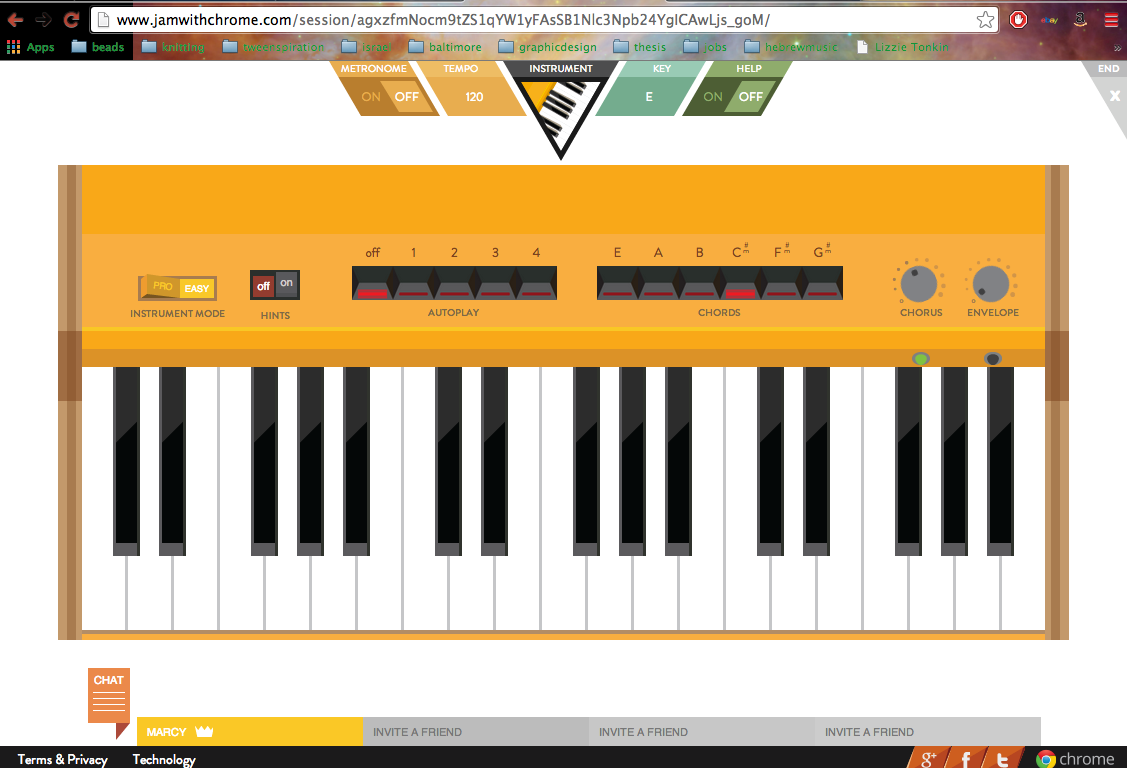 www.jamwithchrome.com/session/agxzfmNocm9tZS1qYW1yFAsSB1Nlc3Npb24YgICAwLjs_goM/
Apps beads knitting tweenspiration israel baltimore graphicdesign thesis jobs hebrewmusic Lizzie Tonkin »
METRONOME TEMPO INSTRUMENT KEY HELP END
ON OFF 120 E ON OFF X
off 1 2 3 4 E A B C#m F#m G#m
PRO EASY off on
INSTRUMENT MODE HINTS AUTOPLAY CHORDS CHORUS ENVELOPE
CHAT
MARCY INVITE A FRIEND INVITE A FRIEND INVITE A FRIEND
Terms & Privacy Technology g+ f t chrome